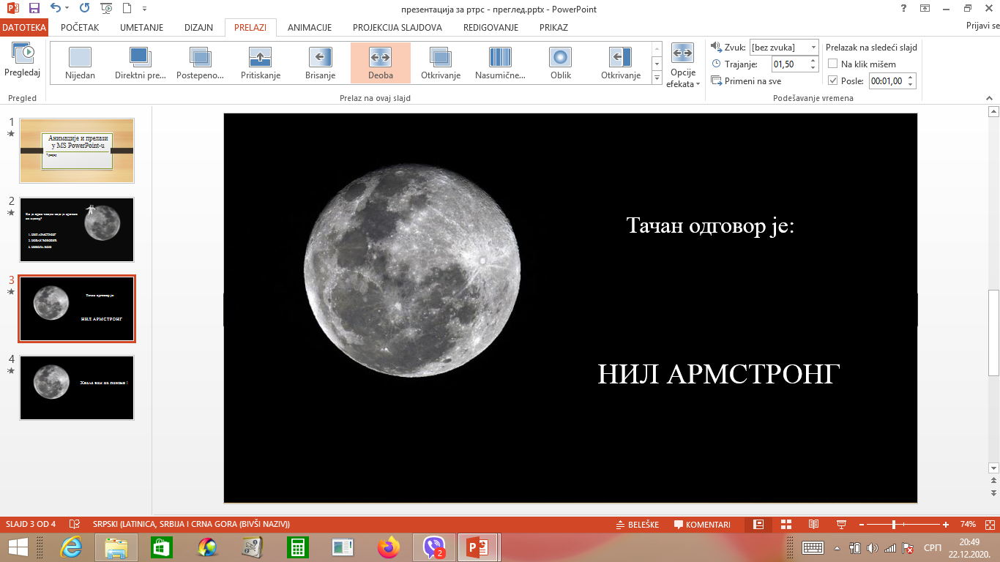 презентација за ртрс - преглед.pptx - PowerPoint
?
DATOTEKA POČETAK UMETANJE DIZAJN PRELAZI ANIMACIJE PROJEKCIJA SLAJDOVA REDIGOVANJE PRIKAZ
Prijavi se
Pregledaj
Nijedan Direktni pre... Postepeno... Pritiskanje Brisanje Deoba Otkrivanje Nasumične... Oblik Otkrivanje
Opcije
efekata
Zvuk: [bez zvuka]
Trajanje: 01,50
Primeni na sve
Prelazak na sledeći slajd
Na klik mišem
Posle: 00:01,00
Pregled Prelaz na ovaj slajd Podešavanje vremena
1
Анимације и прелази
у MS PowerPoint-u
2
1. НИЛ АРМСТРОНГ
3
Тачан одговор је:
НИЛ АРМСТРОНГ
4
Хвала вам на пажњи !
Тачан одговор је:
НИЛ АРМСТРОНГ
SLAJD 3 OD 4 SRPSKI (LATINICA, SRBIJA I CRNA GORA (BIVŠI NAZIV)) BELEŠKE KOMENTARI 74%
2
СРП
20:49
22.12.2020.